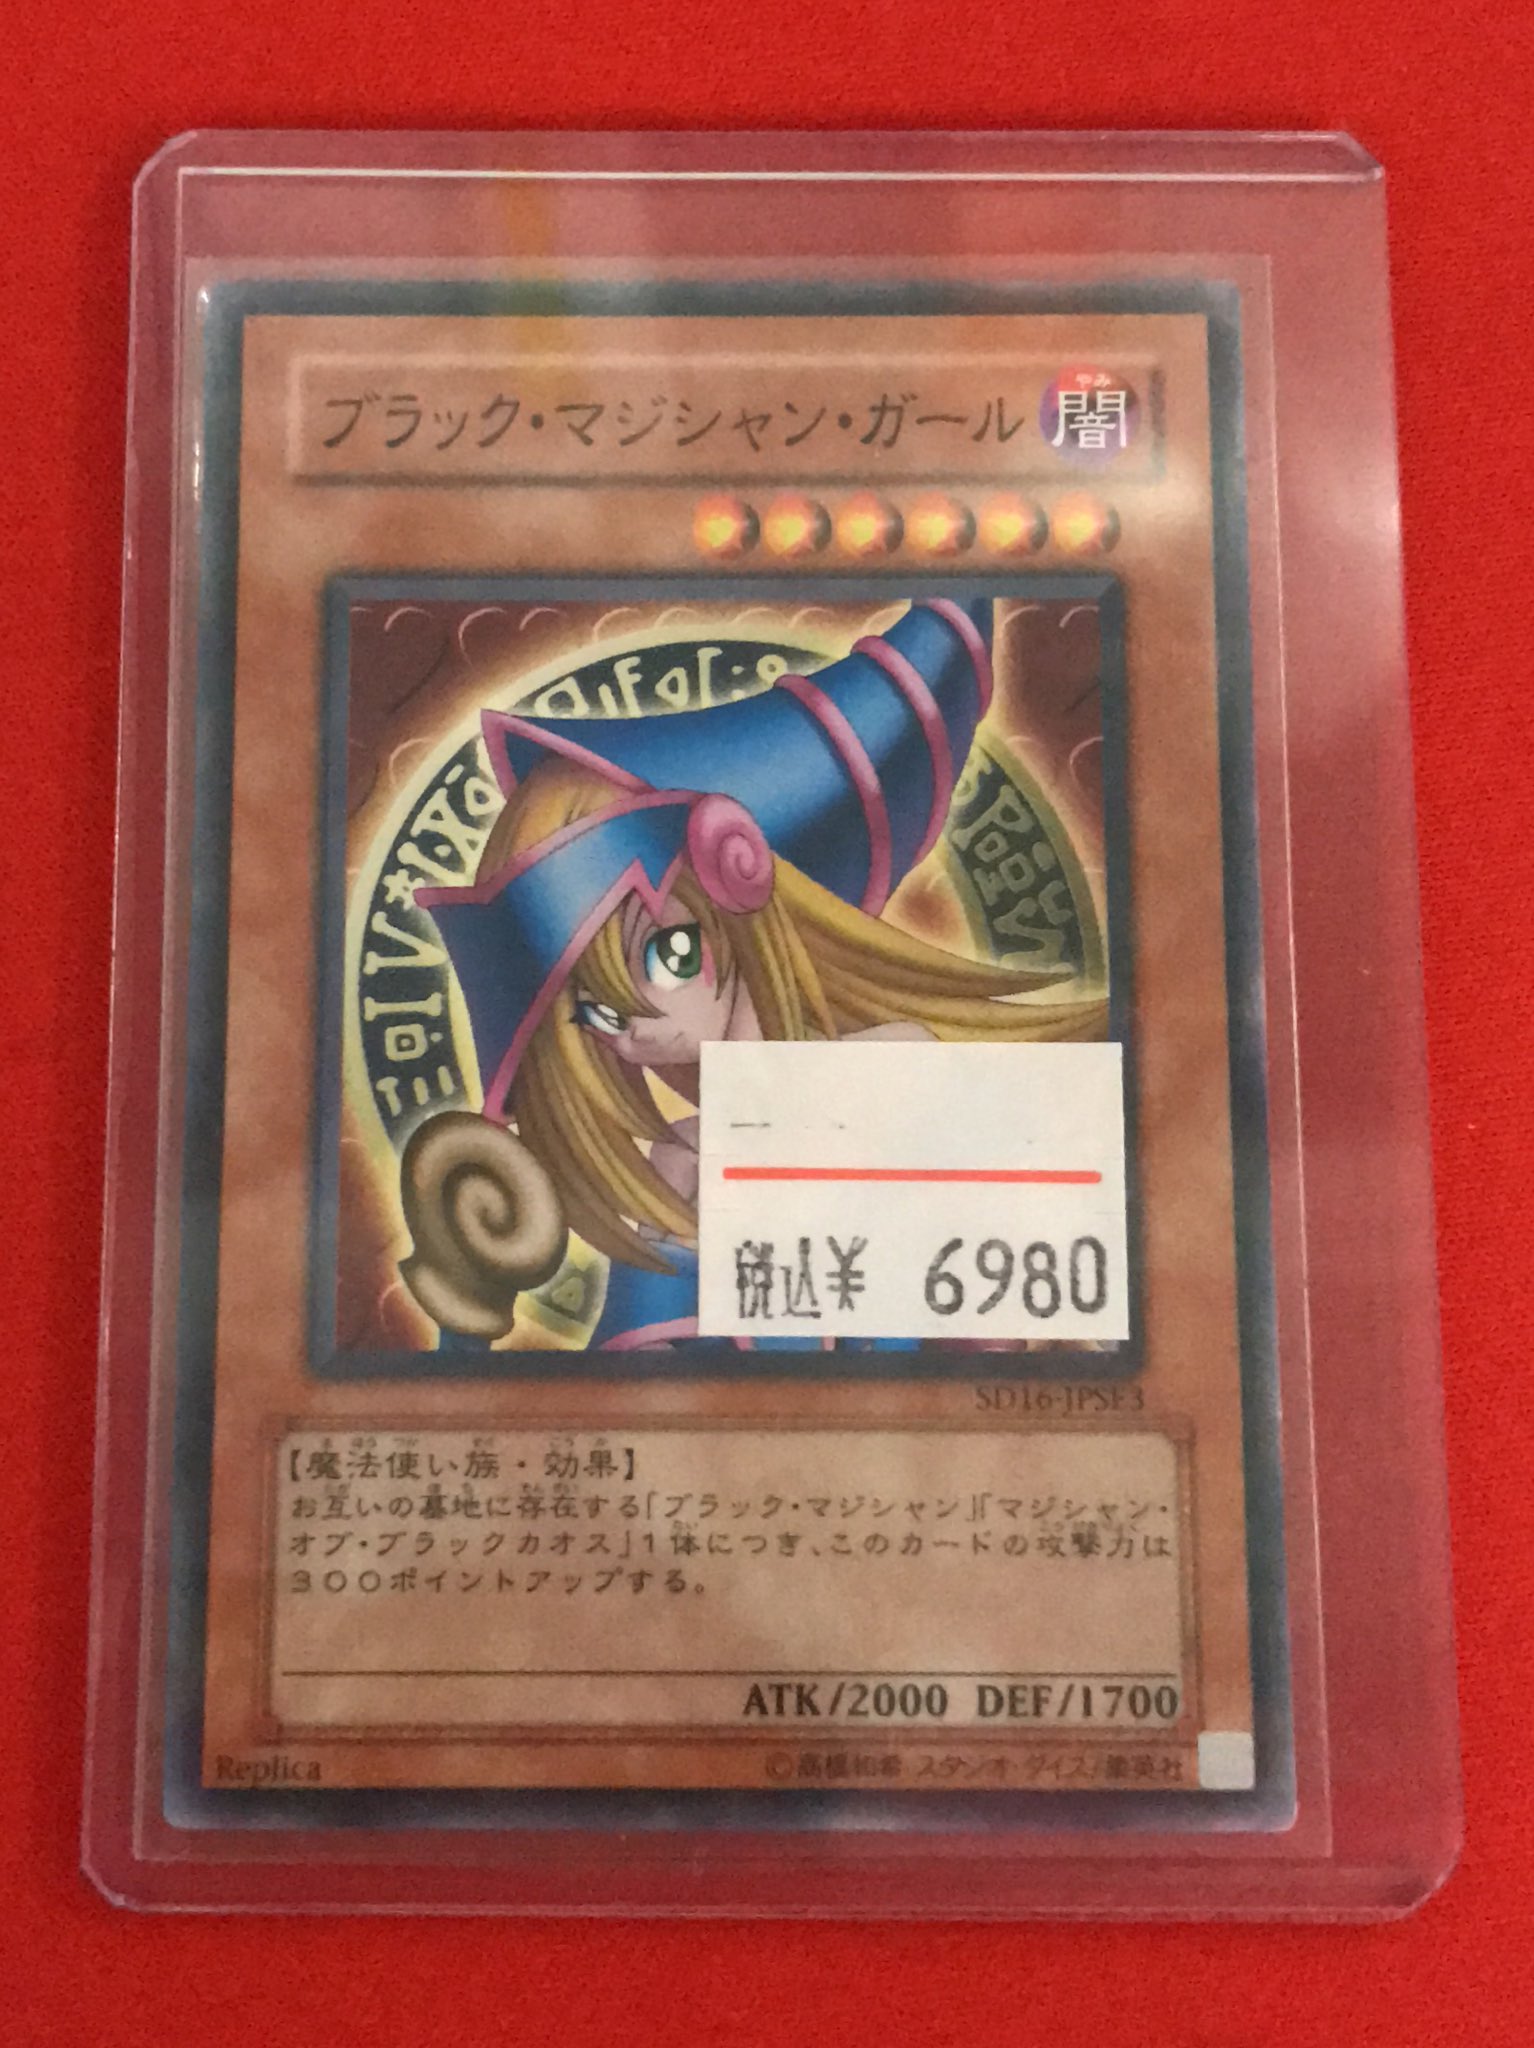 ブラック・マジシャン・ガール
やみ
闇
税込¥ 6980
SD16-JPSE3
【魔法使い族・効果】
お互いの墓地に存在する「ブラック・マジシャン」「マジシャン・
オブ・ブラックカオス」1体につき、このカードの攻撃力は
300ポイントアップする。
ATK/2000 DEF/1700
Replica
©高橋和希 スタジオ・ダイス/集英社